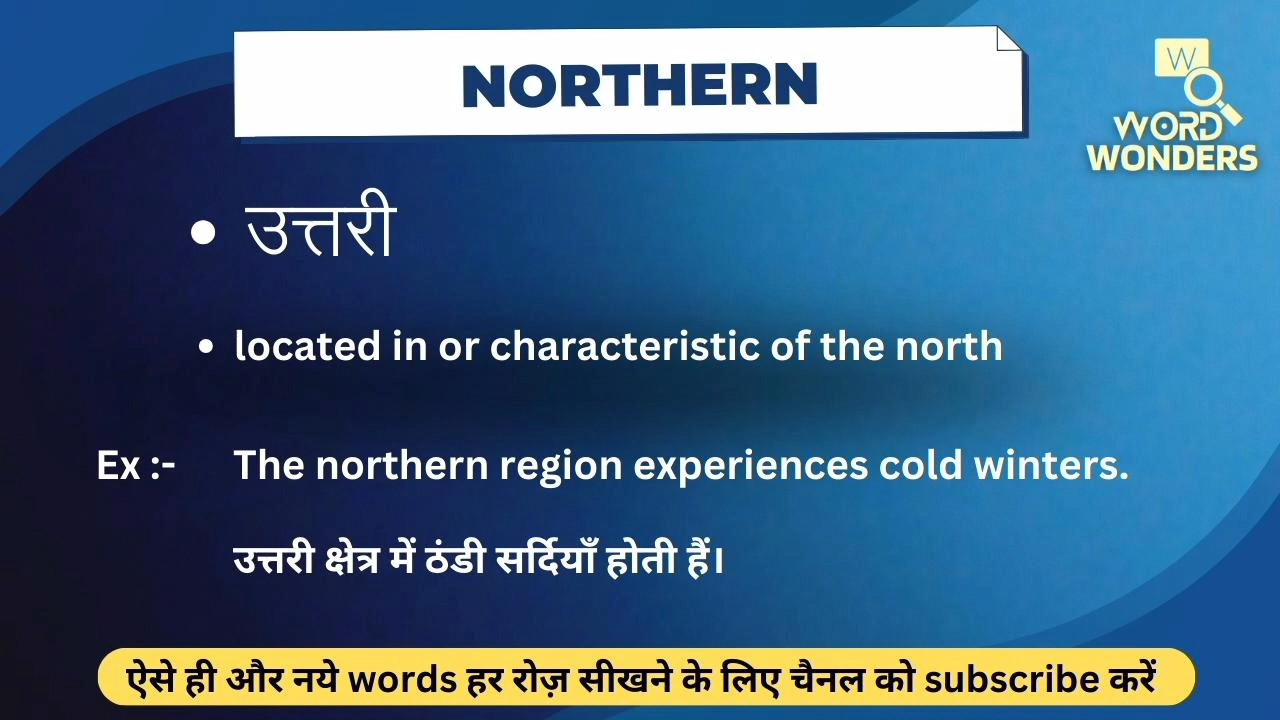 NORTHERN
W
WORD
WONDERS
• उत्तरी
• located in or characteristic of the north
Ex :- The northern region experiences cold winters.
उत्तरी क्षेत्र में ठंडी सर्दियाँ होती हैं।
ऐसे ही और नये words हर रोज़ सीखने के लिए चैनल को subscribe करें